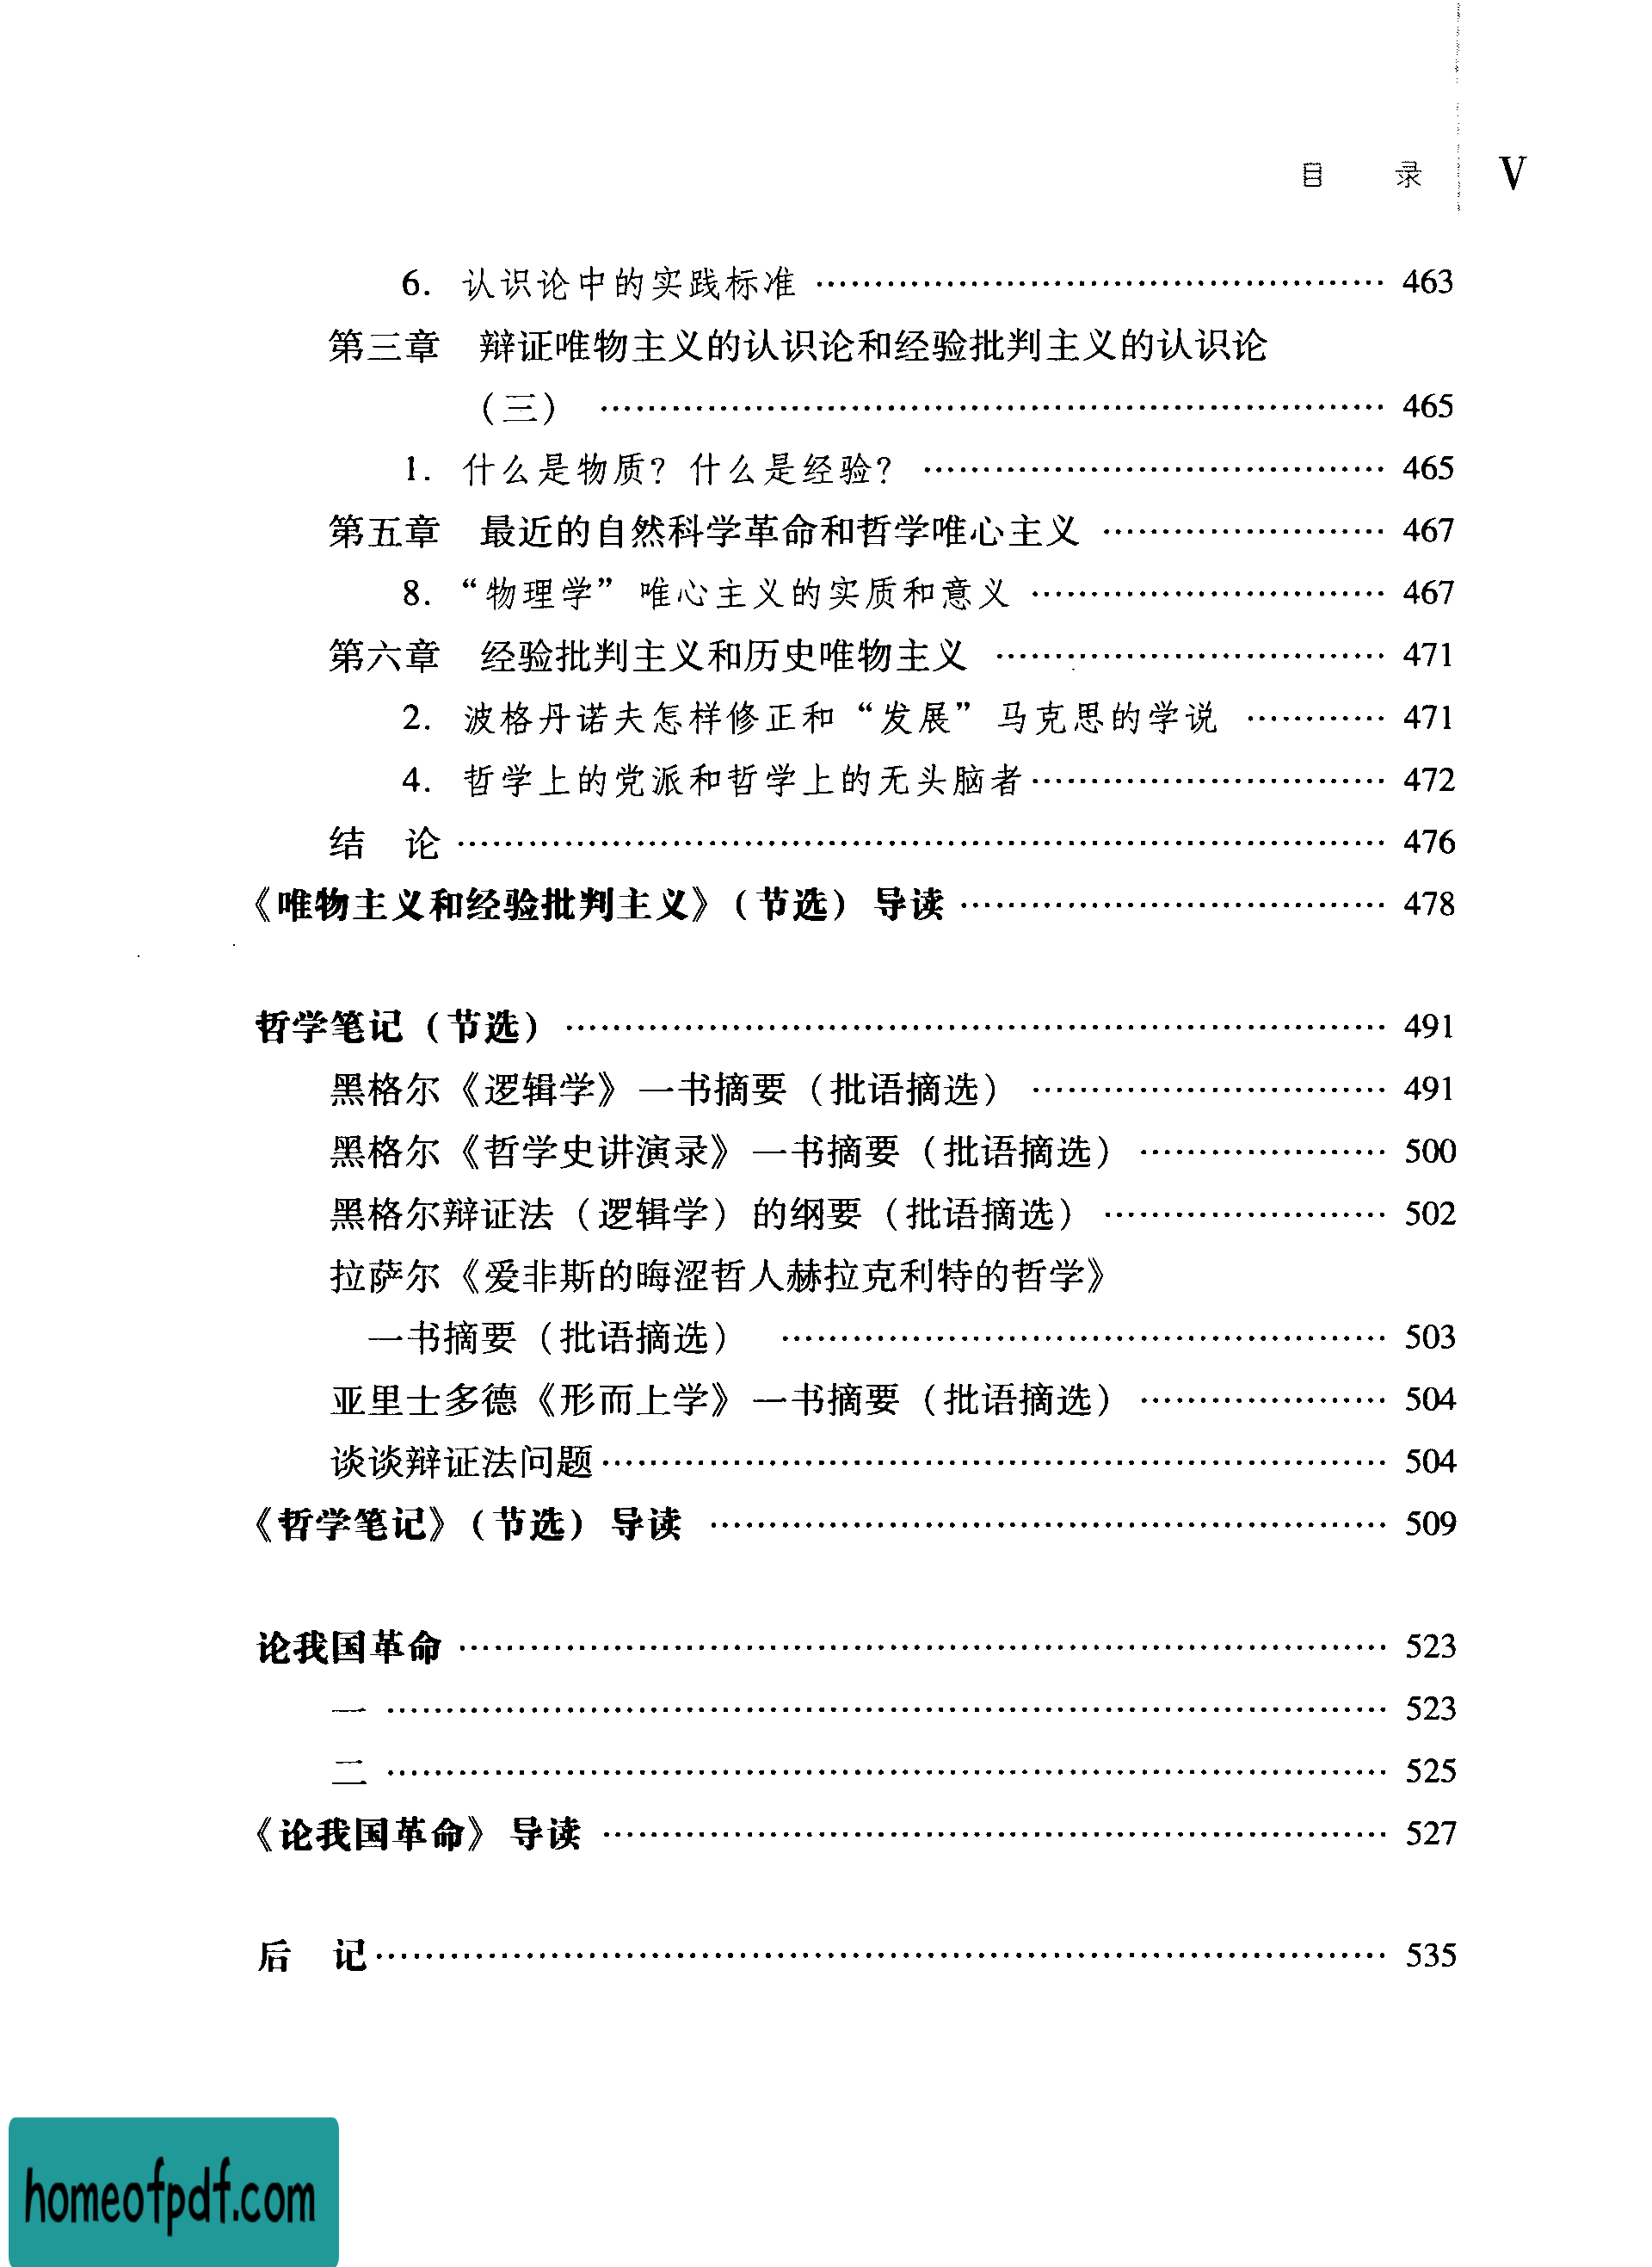 目 录 V
6. 认识论中的实践标准 …………………………………… 463
第三章 辩证唯物主义的认识论和经验批判主义的认识论
(三) …………………………………………………… 465
1. 什么是物质? 什么是经验? …………………………… 465
第五章 最近的自然科学革命和哲学唯心主义 ………………… 467
8. “物理学” 唯心主义的实质和意义 ……………………… 467
第六章 经验批判主义和历史唯物主义 ………………………… 471
2. 波格丹诺夫怎样修正和 “发展” 马克思的学说 ………… 471
4. 哲学上的党派和哲学上的无头脑者 ……………………… 472
结 论 …………………………………………………………… 476
《唯物主义和经验批判主义》(节选) 导读 ……………………… 478
哲学笔记 (节选) ………………………………………………… 491
黑格尔《逻辑学》一书摘要 (批语摘选) ……………………… 491
黑格尔《哲学史讲演录》一书摘要 (批语摘选) ……………… 500
黑格尔辩证法 (逻辑学) 的纲要 (批语摘选) ………………… 502
拉萨尔《爱非斯的晦涩哲人赫拉克利特的哲学》
一书摘要 (批语摘选) ……………………………………… 503
亚里士多德《形而上学》一书摘要 (批语摘选) ……………… 504
谈谈辩证法问题 ………………………………………………… 504
《哲学笔记》(节选) 导读 ………………………………………… 509
论我国革命 ………………………………………………………… 523
一 ………………………………………………………………… 523
二 ………………………………………………………………… 525
《论我国革命》导读 ……………………………………………… 527
后 记 ……………………………………………………………… 535
homeofpdf.com